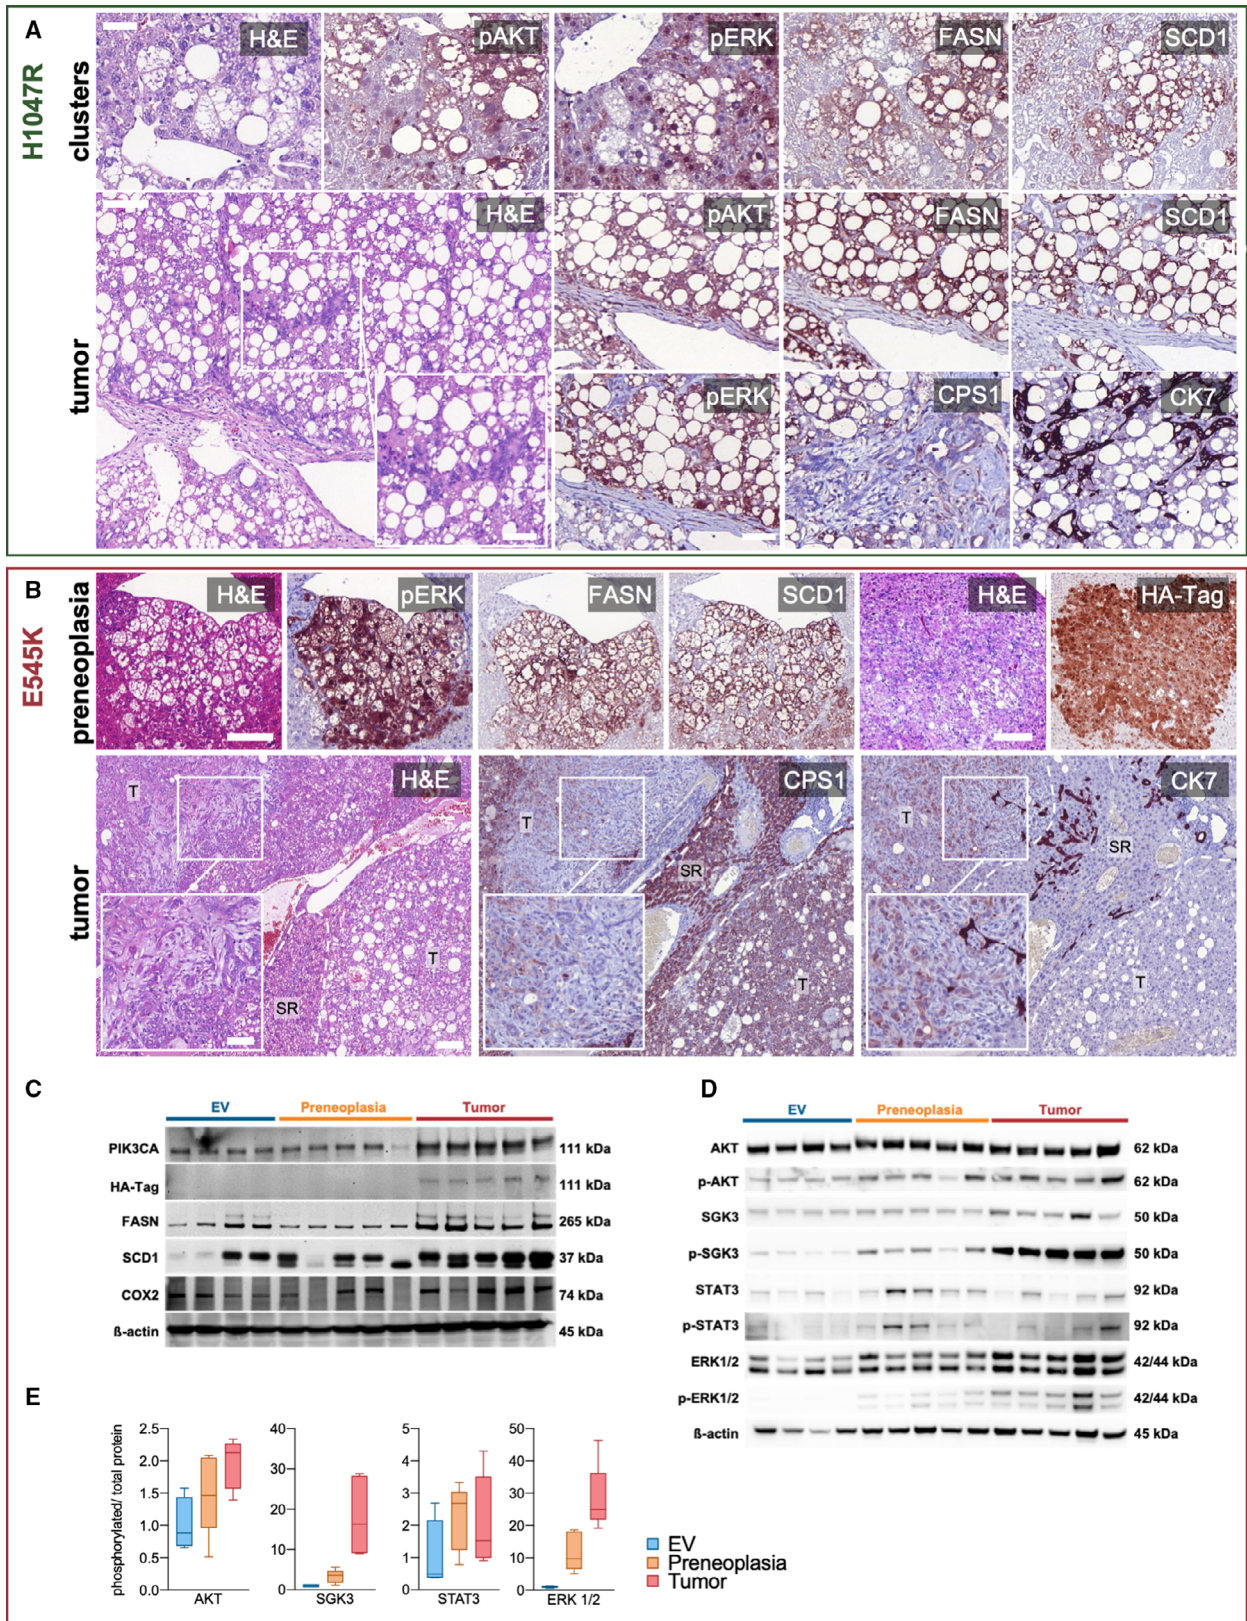 A
H1047R
clusters
H&E
pAKT
pERK
FASN
SCD1
tumor
H&E
pAKT
FASN
SCD1
pERK
CPS1
CK7
B
E545K
preneoplasia
H&E
pERK
FASN
SCD1
H&E
HA-Tag
tumor
H&E
T
T
SR
CPS1
T
SR
T
CK7
T
SR
T
C
EV Preneoplasia Tumor
PIK3CA 111 kDa
HA-Tag 111 kDa
FASN 265 kDa
SCD1 37 kDa
COX2 74 kDa
ß-actin 45 kDa
D
EV Preneoplasia Tumor
AKT 62 kDa
p-AKT 62 kDa
SGK3 50 kDa
p-SGK3 50 kDa
STAT3 92 kDa
p-STAT3 92 kDa
ERK1/2 42/44 kDa
p-ERK1/2 42/44 kDa
ß-actin 45 kDa
E
phosphorylated/ total protein
2.5
2.0
1.5
1.0
0.5
0.0
AKT
40
30
20
10
0
SGK3
5
4
3
2
1
0
STAT3
50
40
30
20
10
0
ERK 1/2
EV
Preneoplasia
Tumor